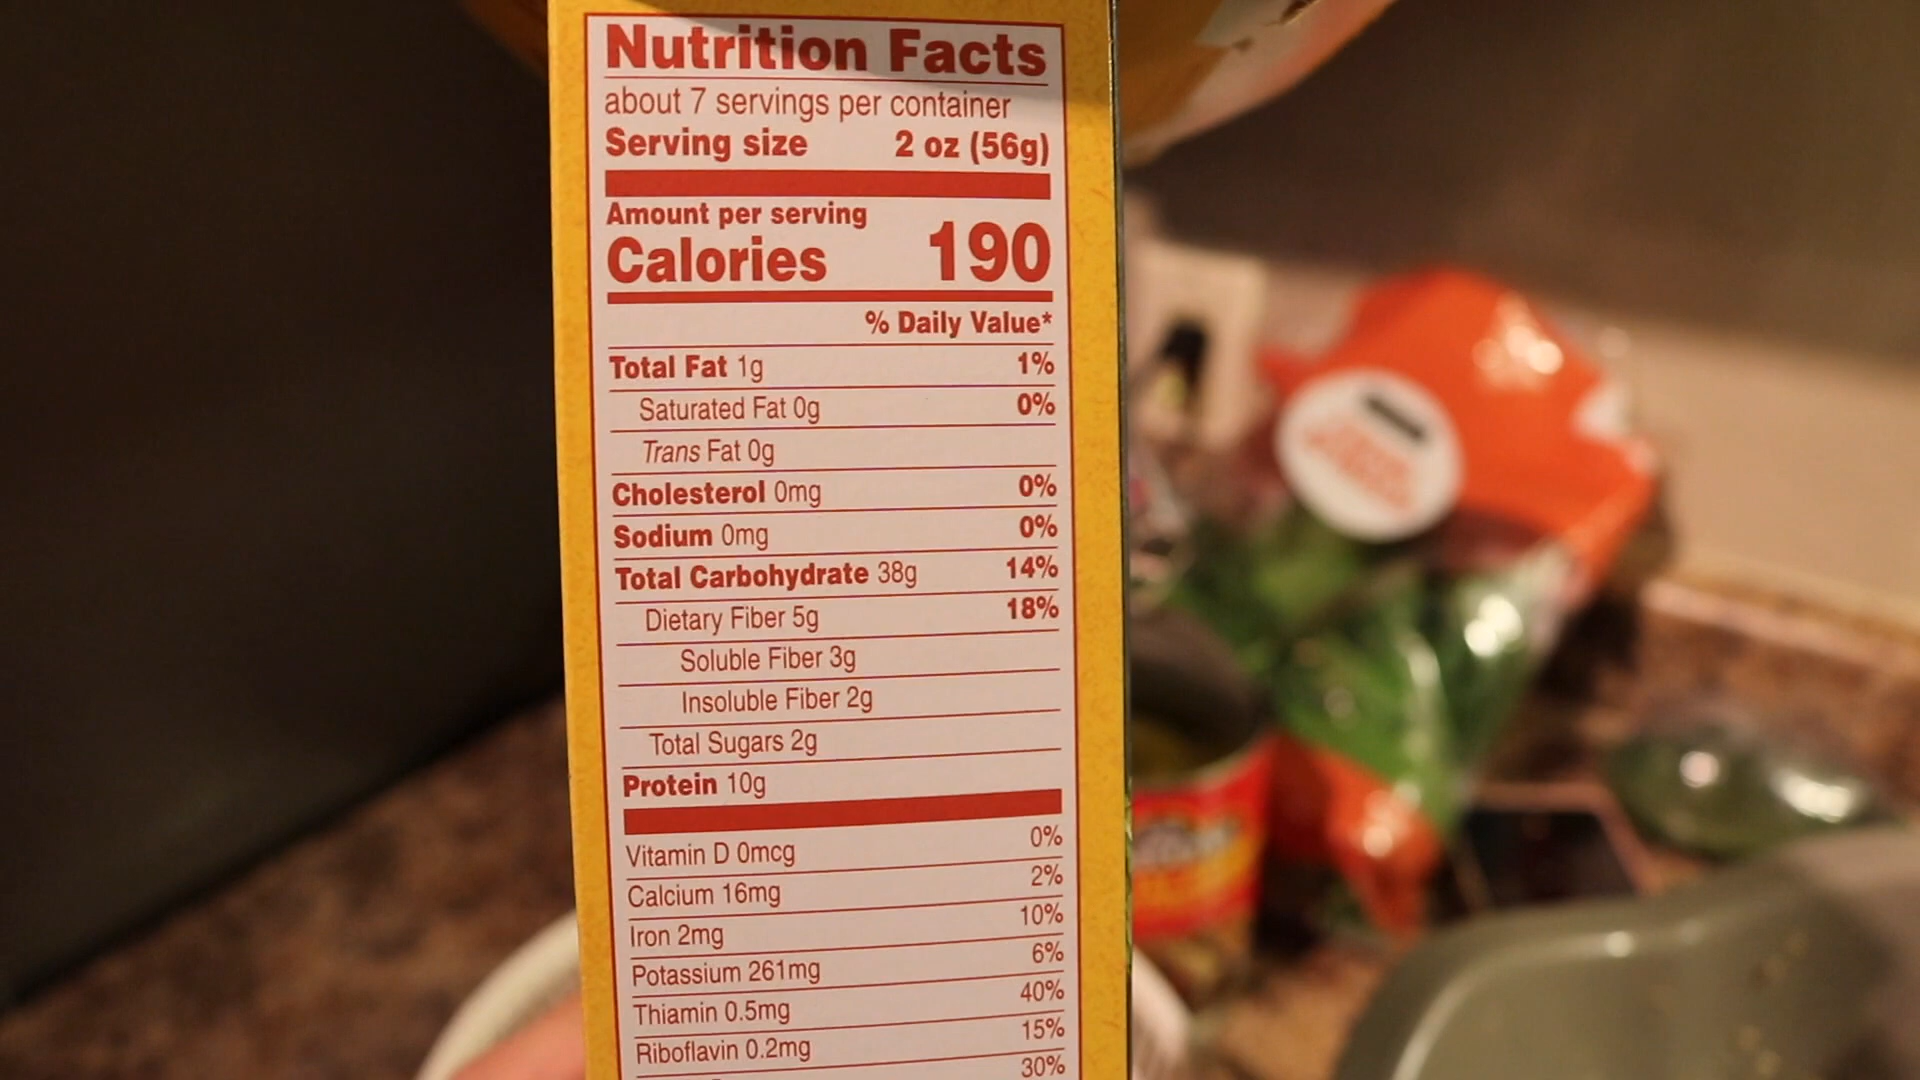 Nutrition Facts
about 7 servings per container
Serving size 2 oz (56g)
Amount per serving
Calories 190
% Daily Value*
Total Fat 1g 1%
Saturated Fat 0g 0%
Trans Fat 0g
Cholesterol 0mg 0%
Sodium 0mg 0%
Total Carbohydrate 38g 14%
Dietary Fiber 5g 18%
Soluble Fiber 3g
Insoluble Fiber 2g
Total Sugars 2g
Protein 10g
Vitamin D 0mcg 0%
Calcium 16mg 2%
Iron 2mg 10%
Potassium 261mg 6%
Thiamin 0.5mg 40%
Riboflavin 0.2mg 15%
30%